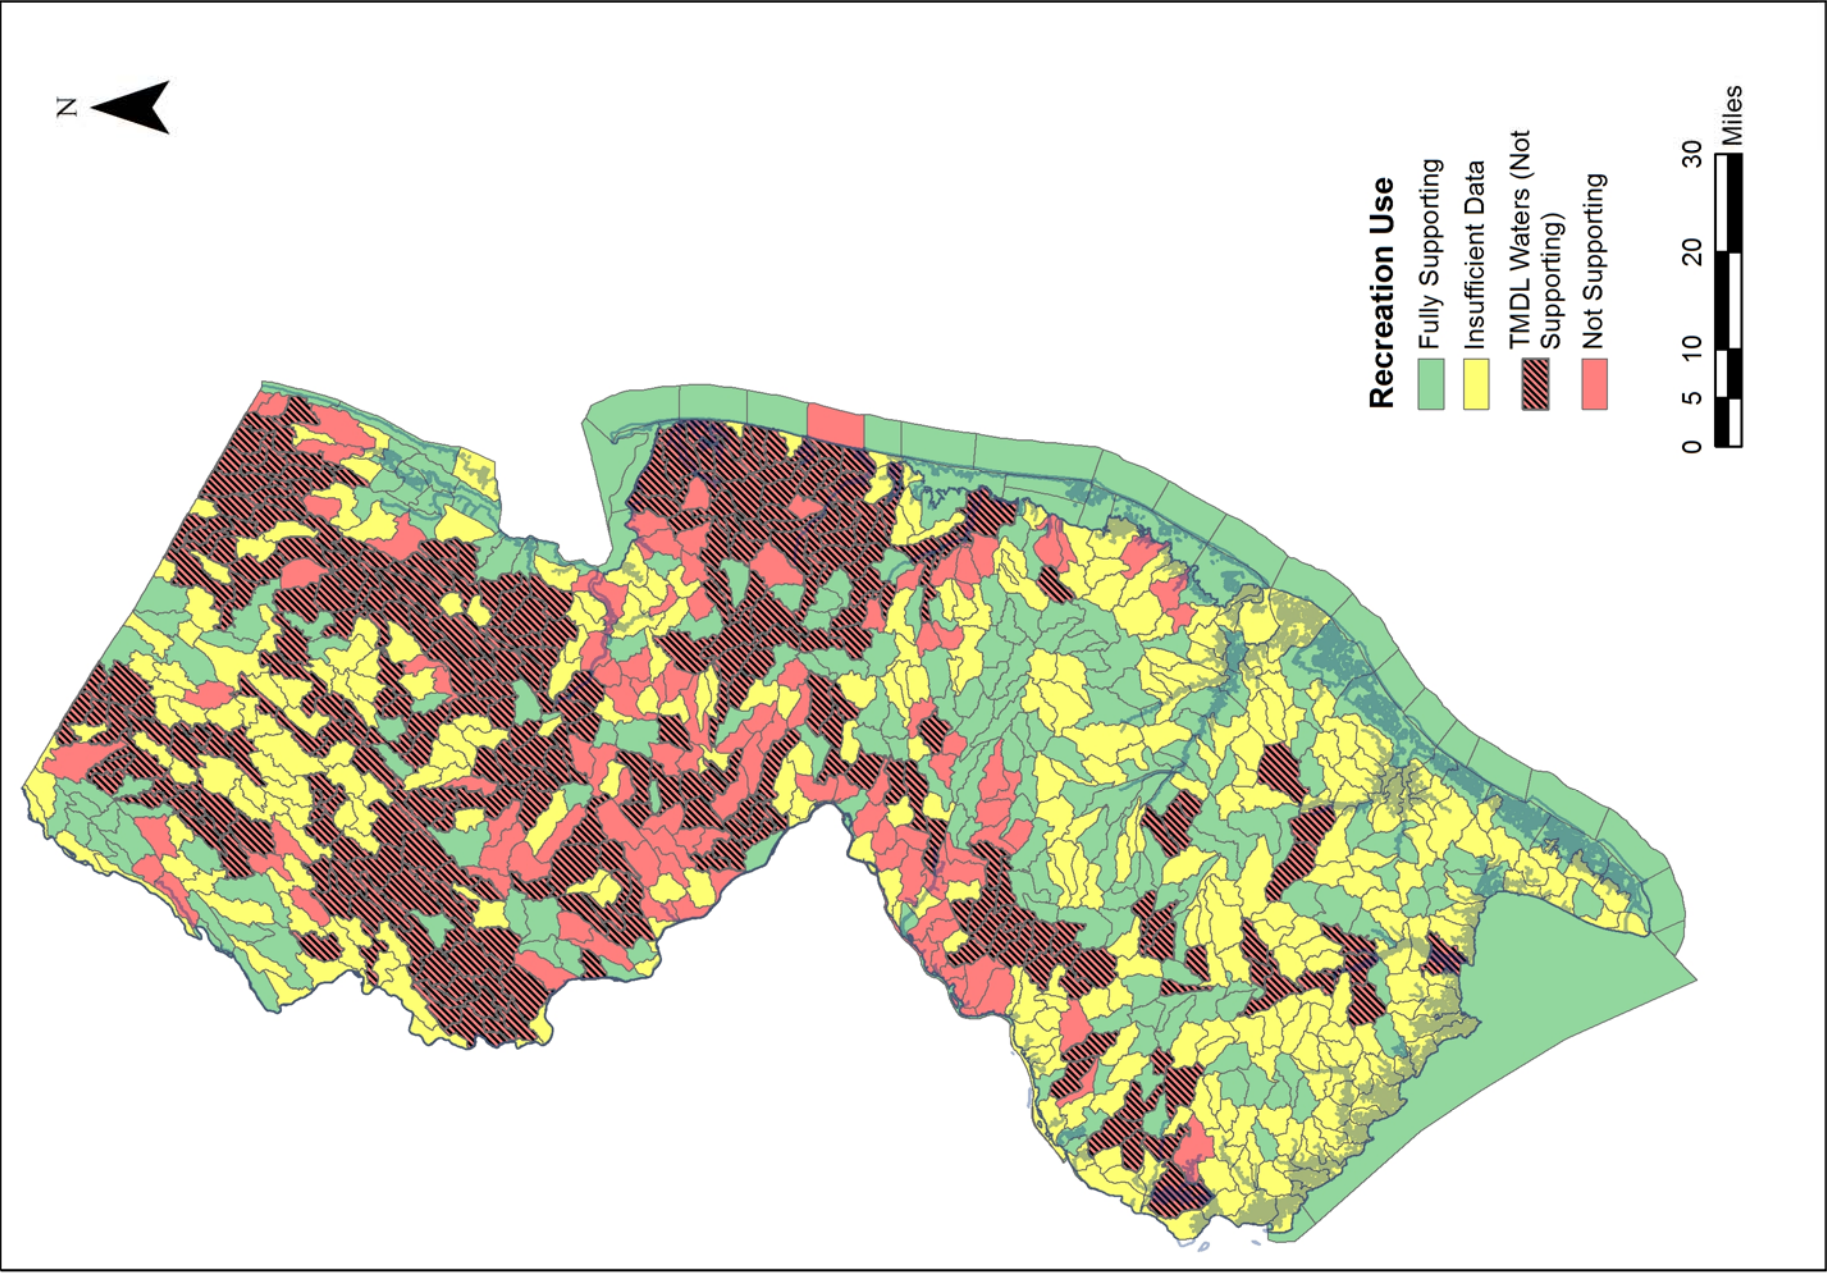 N
Recreation Use
Fully Supporting
Insufficient Data
TMDL Waters (Not
Supporting)
Not Supporting
0 5 10 20 30
Miles